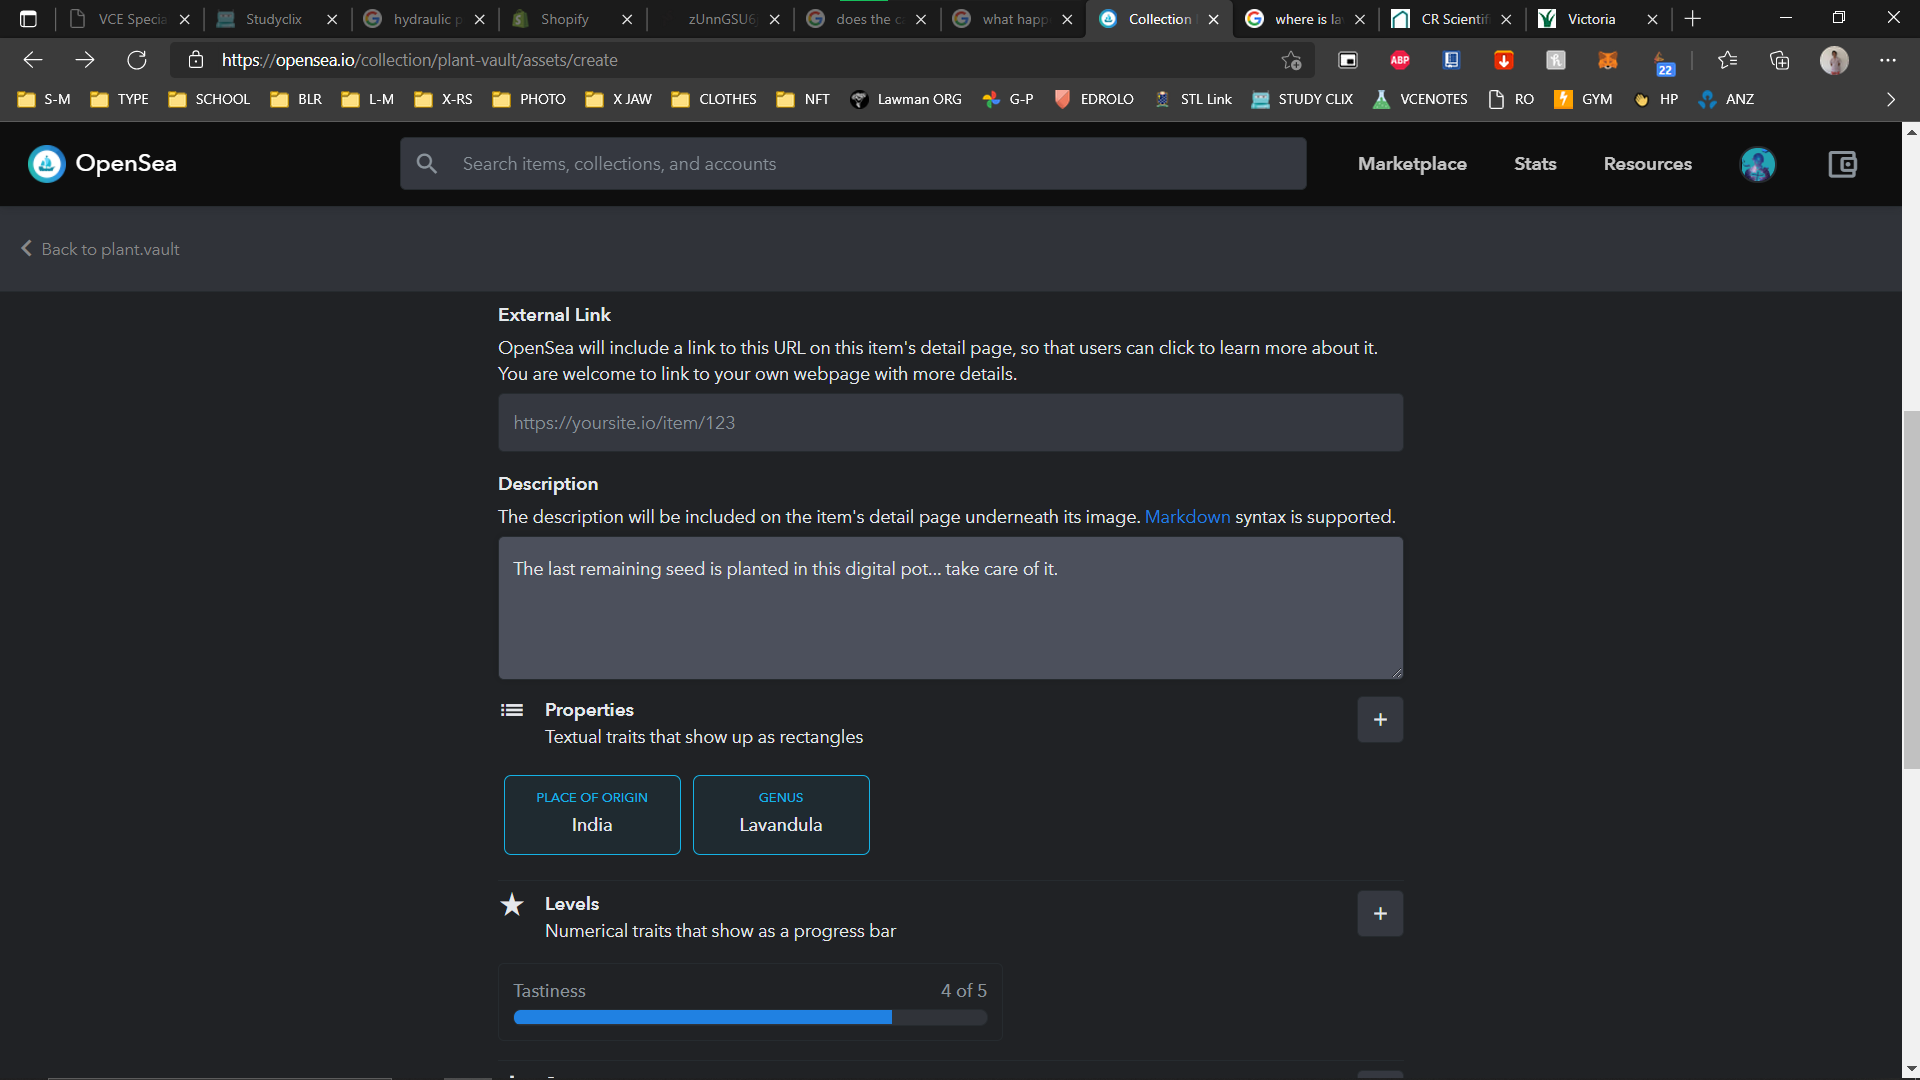 VCE Specia
Studyclix
hydraulic p
Shopify
zUnnGSU6
does the c
what happ
Collection
where is la
CR Scientifi
Victoria
https://opensea.io/collection/plant-vault/assets/create
ABP
22
S-M
TYPE
SCHOOL
BLR
L-M
X-RS
PHOTO
X JAW
CLOTHES
NFT
Lawman ORG
G-P
EDROLO
STL Link
STUDY CLIX
VCENOTES
RO
GYM
HP
ANZ
OpenSea
Search items, collections, and accounts
Marketplace
Stats
Resources
Back to plant.vault
External Link
OpenSea will include a link to this URL on this item's detail page, so that users can click to learn more about it.
You are welcome to link to your own webpage with more details.
https://yoursite.io/item/123
Description
The description will be included on the item's detail page underneath its image. Markdown syntax is supported.
The last remaining seed is planted in this digital pot... take care of it.
Properties
Textual traits that show up as rectangles
PLACE OF ORIGIN
India
GENUS
Lavandula
Levels
Numerical traits that show as a progress bar
Tastiness
4 of 5